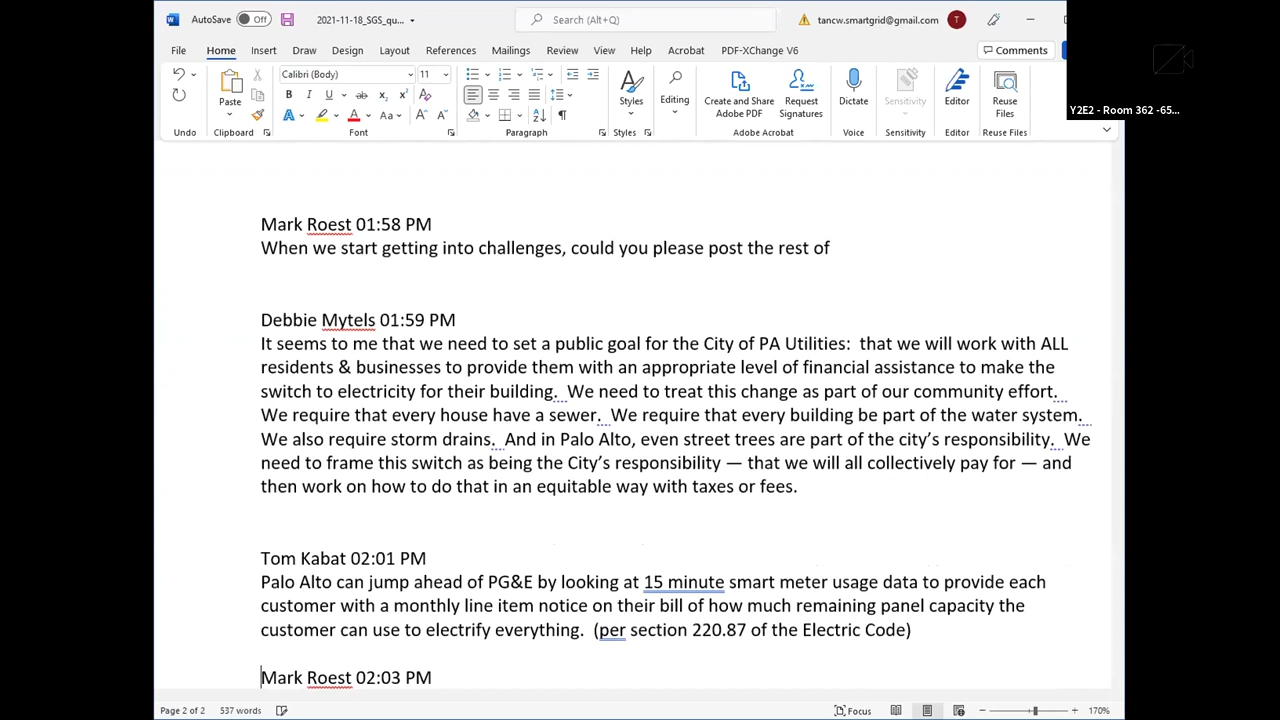 AutoSave Off 2021-11-18_SGS_qu... Search (Alt+Q) tancw.smartgrid@gmail.com T
File Home Insert Draw Design Layout References Mailings Review View Help Acrobat PDF-XChange V6 Comments
Calibri (Body) 11
Paste Styles Editing Create and Share Adobe PDF Request Signatures Dictate Sensitivity Editor Reuse Files
Undo Clipboard Font Paragraph Styles Adobe Acrobat Voice Sensitivity Editor Reuse Files
Y2E2 - Room 362 -65...
Mark Roest 01:58 PM
When we start getting into challenges, could you please post the rest of
Debbie Mytels 01:59 PM
It seems to me that we need to set a public goal for the City of PA Utilities:  that we will work with ALL
residents & businesses to provide them with an appropriate level of financial assistance to make the
switch to electricity for their building.  We need to treat this change as part of our community effort.
We require that every house have a sewer.  We require that every building be part of the water system.
We also require storm drains.  And in Palo Alto, even street trees are part of the city’s responsibility.  We
need to frame this switch as being the City’s responsibility — that we will all collectively pay for — and
then work on how to do that in an equitable way with taxes or fees.
Tom Kabat 02:01 PM
Palo Alto can jump ahead of PG&E by looking at 15 minute smart meter usage data to provide each
customer with a monthly line item notice on their bill of how much remaining panel capacity the
customer can use to electrify everything.  (per section 220.87 of the Electric Code)
Mark Roest 02:03 PM
Page 2 of 2 537 words Focus 170%